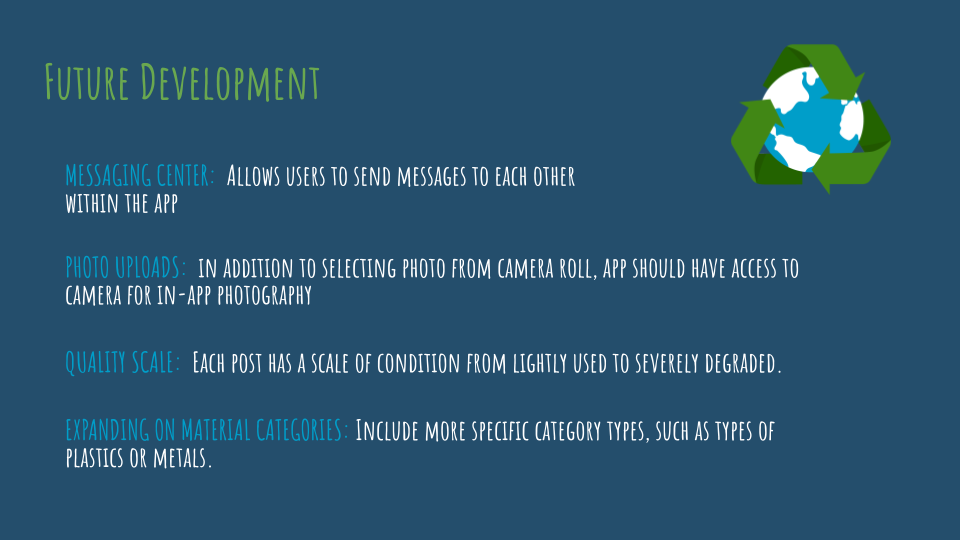 Future Development
MESSAGING CENTER: Allows users to send messages to each other
within the app
PHOTO UPLOADS: in addition to selecting photo from camera roll, app should have access to
camera for in-app photography
QUALITY SCALE: Each post has a scale of condition from lightly used to severely degraded.
EXPANDING ON MATERIAL CATEGORIES: Include more specific category types, such as types of
plastics or metals.